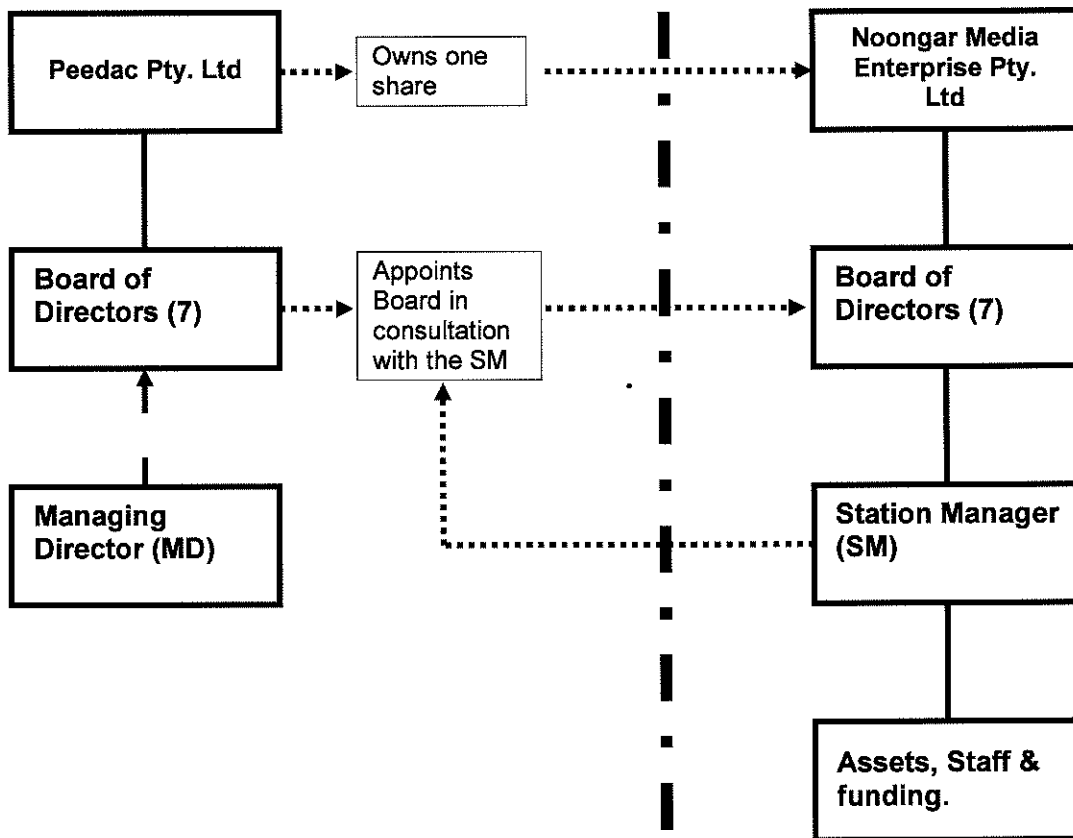 Peedac Pty. Ltd
Owns one
share
Noongar Media
Enterprise Pty.
Ltd
Board of
Directors (7)
Appoints
Board in
consultation
with the SM
Board of
Directors (7)
Managing
Director (MD)
Station Manager
(SM)
Assets, Staff &
funding.